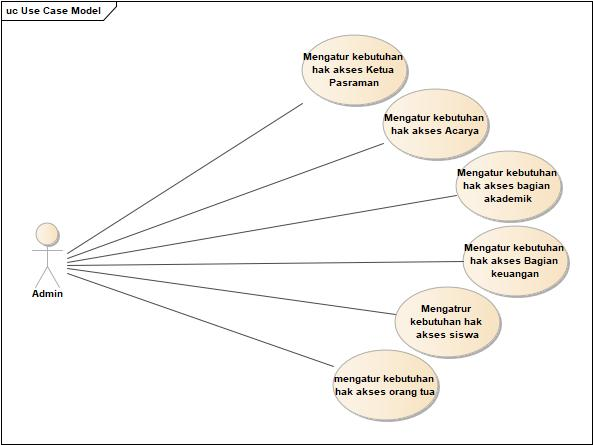 uc Use Case Model
Mengatur kebutuhan
hak akses Ketua
Pasraman
Mengatur kebutuhan
hak akses Acarya
Mengatur kebutuhan
hak akses bagian
akademik
Mengatur kebutuhan
hak akses Bagian
keuangan
Mengatrur
kebutuhan hak
akses siswa
mengatur kebutuhan
hak akses orang tua
Admin